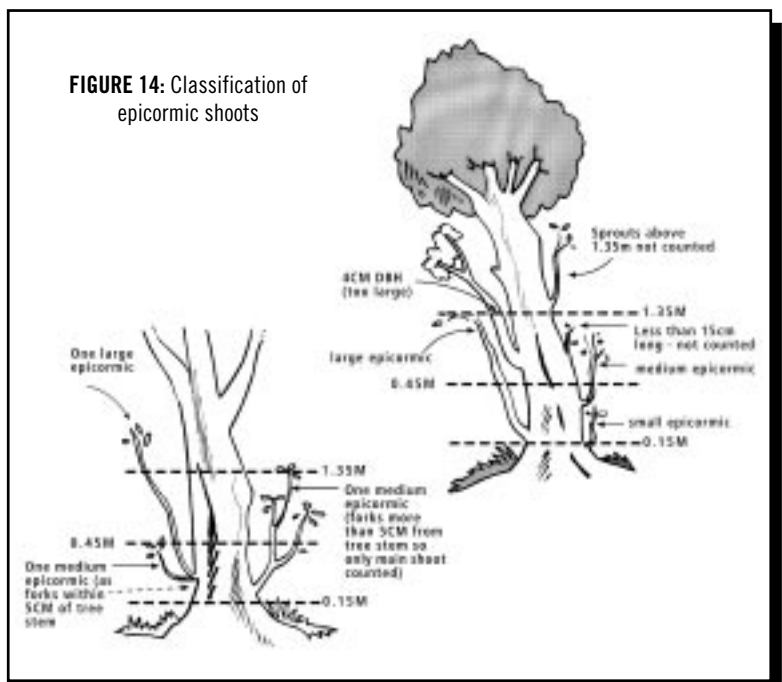 FIGURE 14: Classification of
epicormic shoots
Sprouts above
1.35m not counted
4CM DBH
(too large)
1.35M
Less than 15cm
long - not counted
large epicormic
medium epicormic
0.45M
small epicormic
0.15M
One large
epicormic
1.35M
One medium
epicormic
(forks more
than 5CM from
tree stem so
only main shoot
counted)
0.45M
One medium
epicormic (as
forks within
5CM of tree
stem
0.15M